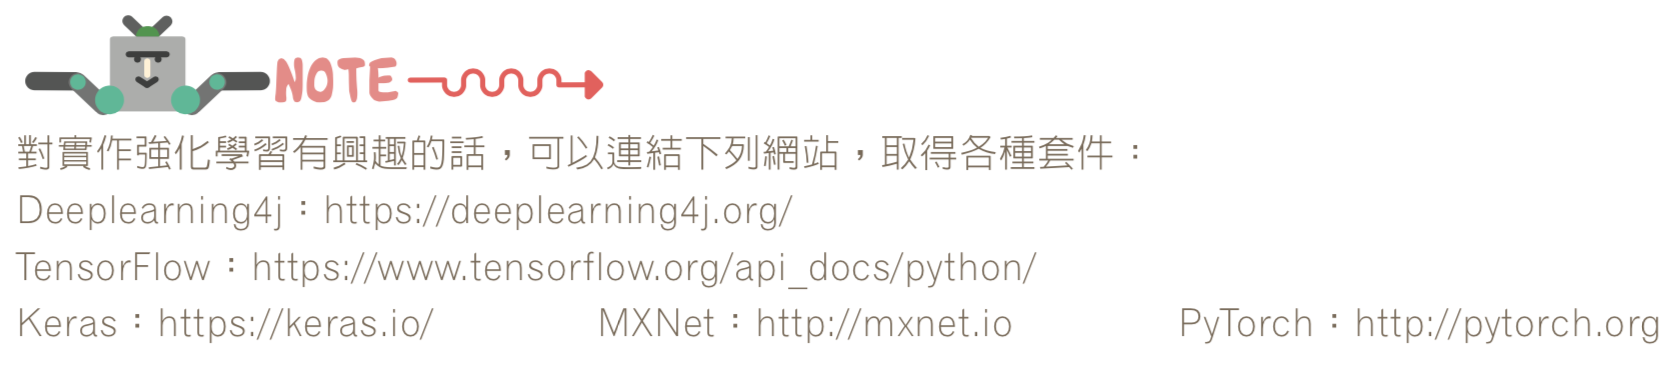 NOTE
對實作強化學習有興趣的話，可以連結下列網站，取得各種套件：
Deeplearning4j：https://deeplearning4j.org/
TensorFlow：https://www.tensorflow.org/api_docs/python/
Keras：https://keras.io/ MXNet：http://mxnet.io PyTorch：http://pytorch.org